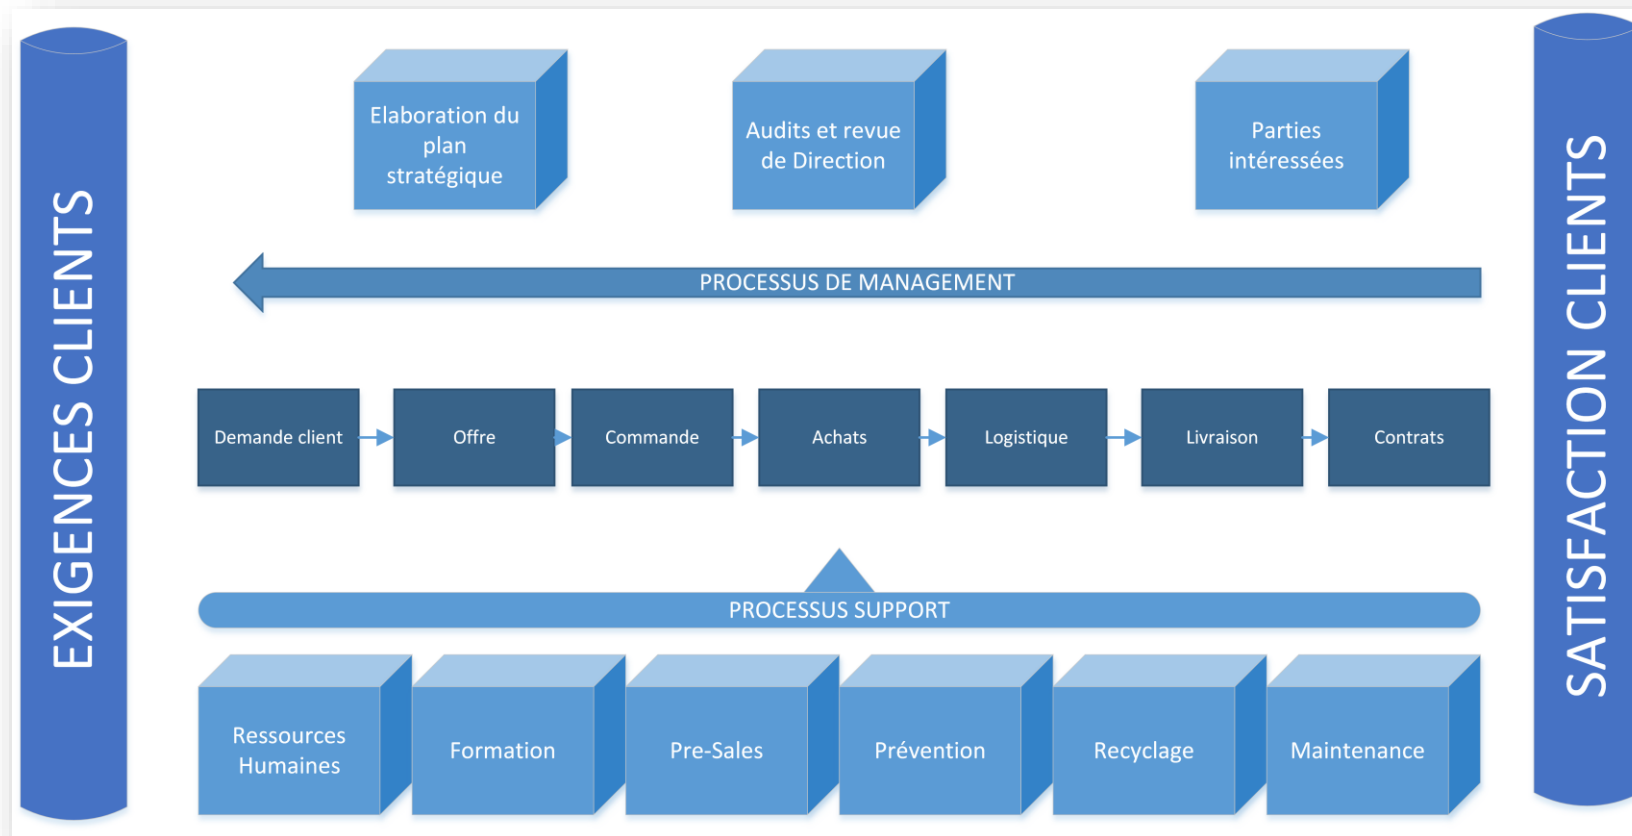 EXIGENCES CLIENTS
Elaboration du
plan
stratégique
Audits et revue
de Direction
Parties
intéressées
PROCESSUS DE MANAGEMENT
Demande client
Offre
Commande
Achats
Logistique
Livraison
Contrats
PROCESSUS SUPPORT
Ressources
Humaines
Formation
Pre-Sales
Prévention
Recyclage
Maintenance
SATISFACTION CLIENTS